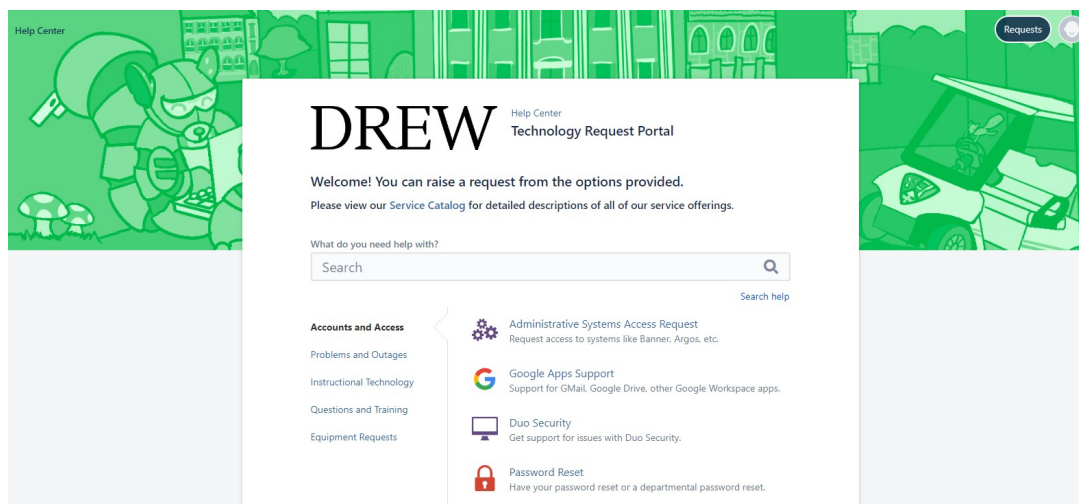 Help Center
Requests
DREW
Help Center
Technology Request Portal
Welcome! You can raise a request from the options provided.
Please view our Service Catalog for detailed descriptions of all of our service offerings.
What do you need help with?
Search
Search help
Accounts and Access
Problems and Outages
Instructional Technology
Questions and Training
Equipment Requests
Administrative Systems Access Request
Request access to systems like Banner, Argos, etc.
Google Apps Support
Support for GMail, Google Drive, other Google Workspace apps.
Duo Security
Get support for issues with Duo Security.
Password Reset
Have your password reset or a departmental password reset.